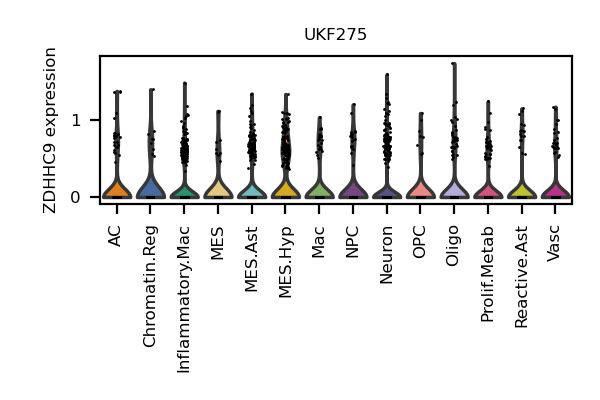 UKF275
ZDHHC9 expression
1
0
AC
Chromatin.Reg
Inflammatory.Mac
MES
MES.Ast
MES.Hyp
Mac
NPC
Neuron
OPC
Oligo
Prolif.Metab
Reactive.Ast
Vasc